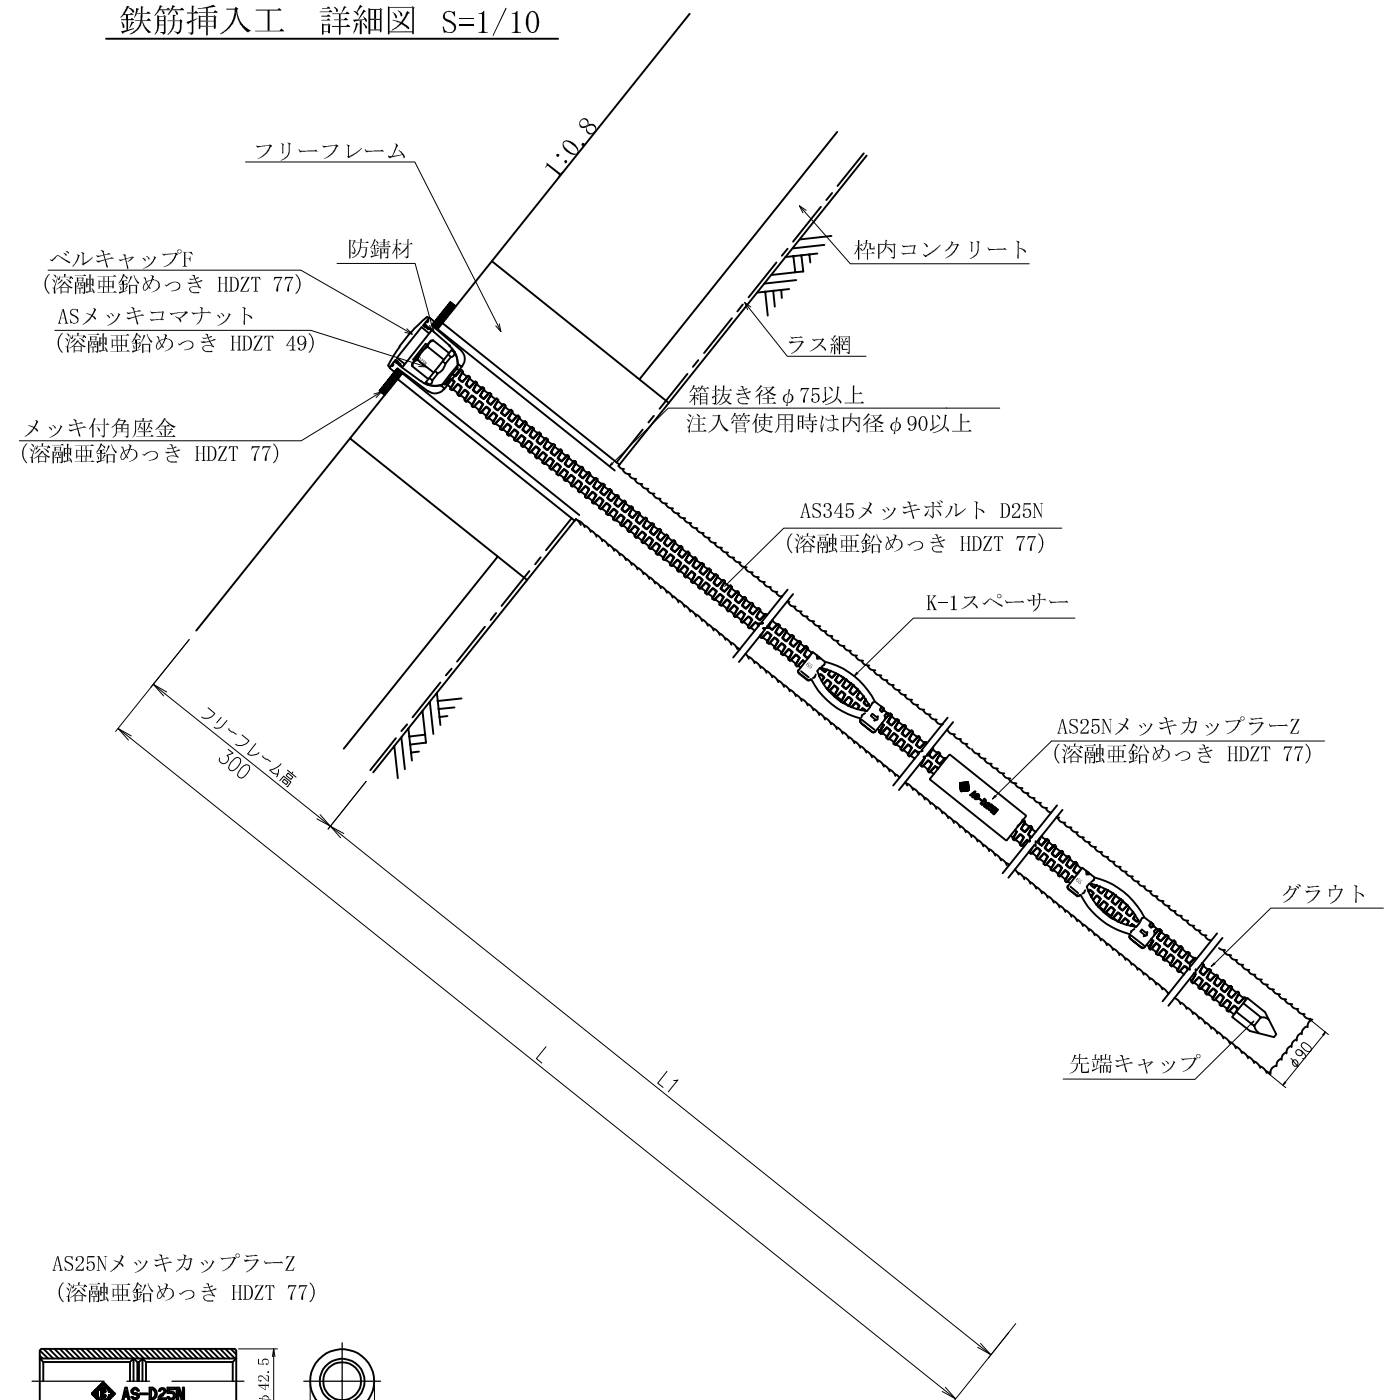 鉄筋挿入工　詳細図 S=1/10
1:0.8
フリーフレーム
防錆材
枠内コンクリート
ベルキャップF
(溶融亜鉛めっき HDZT 77)
ASメッキコマナット
(溶融亜鉛めっき HDZT 49)
ラス網
箱抜き径φ75以上
注入管使用時は内径φ90以上
メッキ付角座金
(溶融亜鉛めっき HDZT 77)
AS345メッキボルト D25N
(溶融亜鉛めっき HDZT 77)
K-1スペーサー
AS25NメッキカップラーZ
(溶融亜鉛めっき HDZT 77)
AS-D25N
フリーフレーム高
300
グラウト
先端キャップ
φ90
L
L1
AS25NメッキカップラーZ
(溶融亜鉛めっき HDZT 77)
φ42.5
AS-D25N